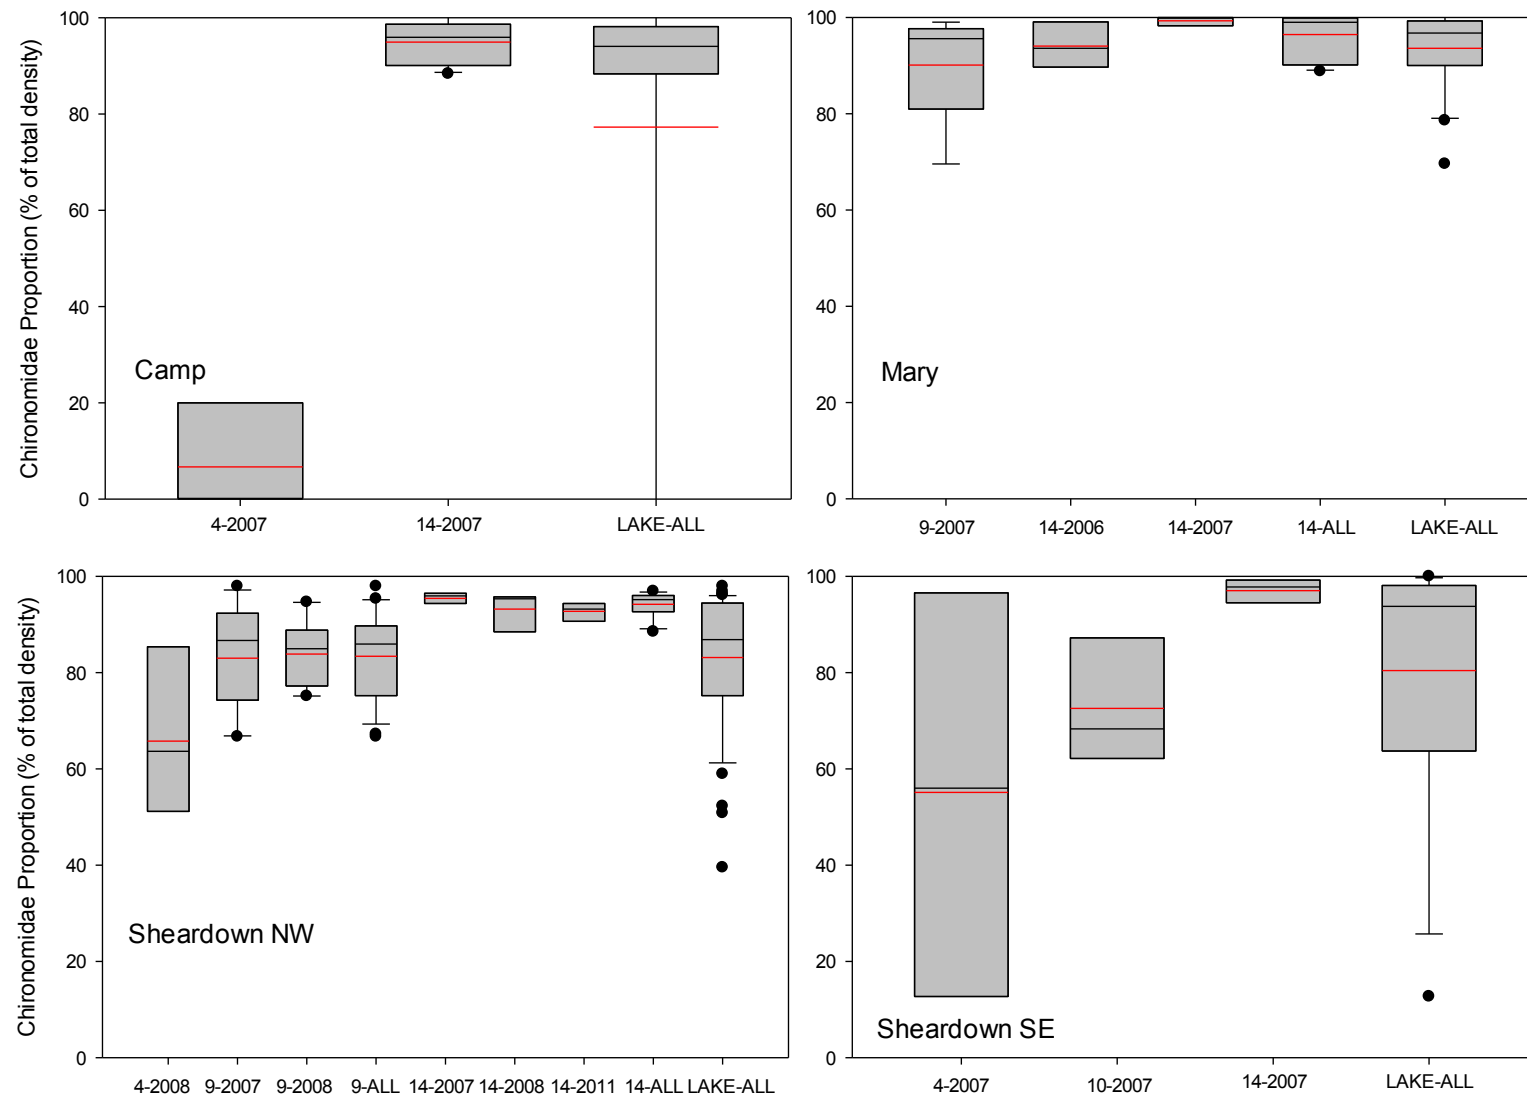 Chironomidae Proportion (% of total density)
100
80
60
40
20
0
Camp
4-2007
14-2007
LAKE-ALL
100
80
60
40
20
0
Mary
9-2007
14-2006
14-2007
14-ALL
LAKE-ALL
Chironomidae Proportion (% of total density)
100
80
60
40
20
0
Sheardown NW
4-2008
9-2007
9-2008
9-ALL
14-2007
14-2008
14-2011
14-ALL
LAKE-ALL
100
80
60
40
20
0
Sheardown SE
4-2007
10-2007
14-2007
LAKE-ALL